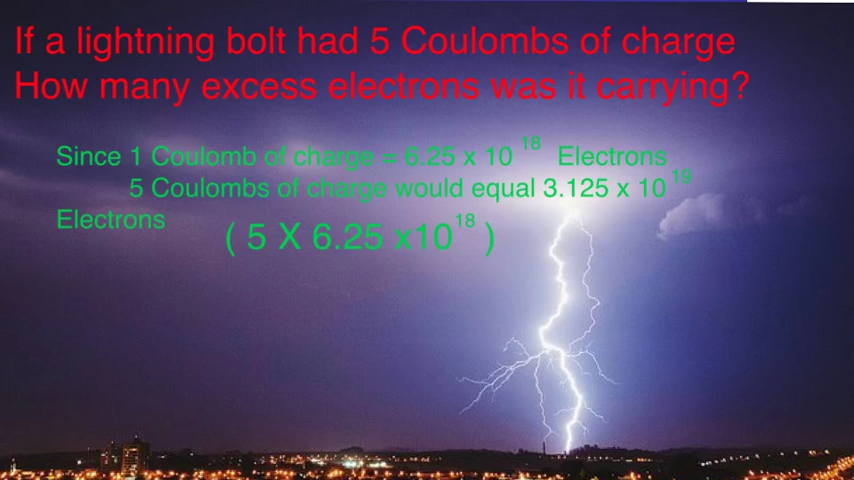 If a lightning bolt had 5 Coulombs of charge
How many excess electrons was it carrying?
Since 1 Coulomb of charge = 6.25 x 10 18 Electrons
5 Coulombs of charge would equal 3.125 x 10 19
Electrons
( 5 X 6.25 x10 18 )